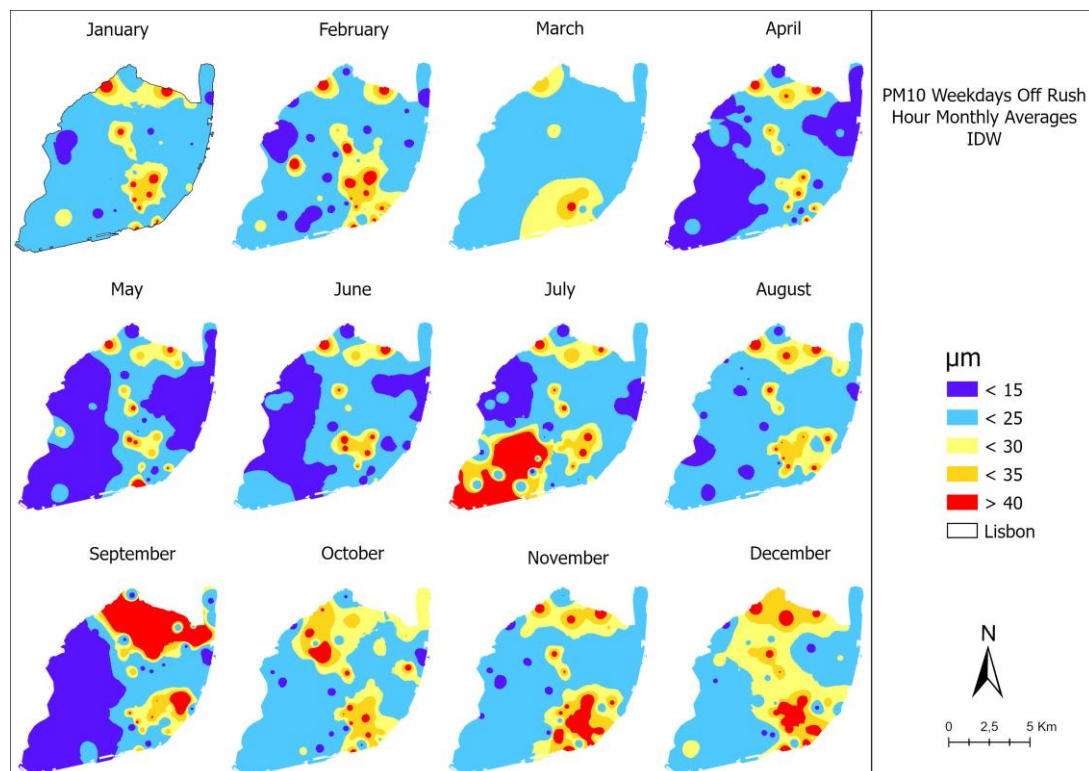 January
February
March
April
May
June
July
August
September
October
November
December
PM10 Weekdays Off Rush
Hour Monthly Averages
IDW
µm
< 15
< 25
< 30
< 35
> 40
Lisbon
N
0 2,5 5 Km